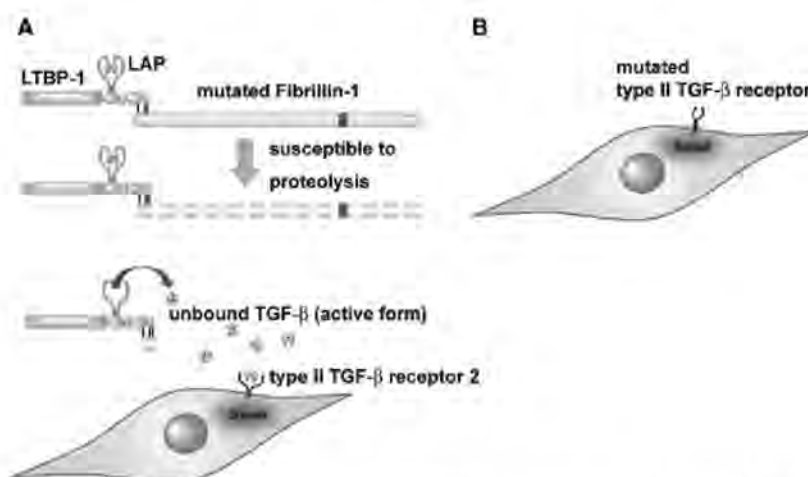 A
LTBP-1
LAP
mutated Fibrillin-1
susceptible to
proteolysis
unbound TGF-β (active form)
type II TGF-β receptor 2
B
mutated
type II TGF-β receptor